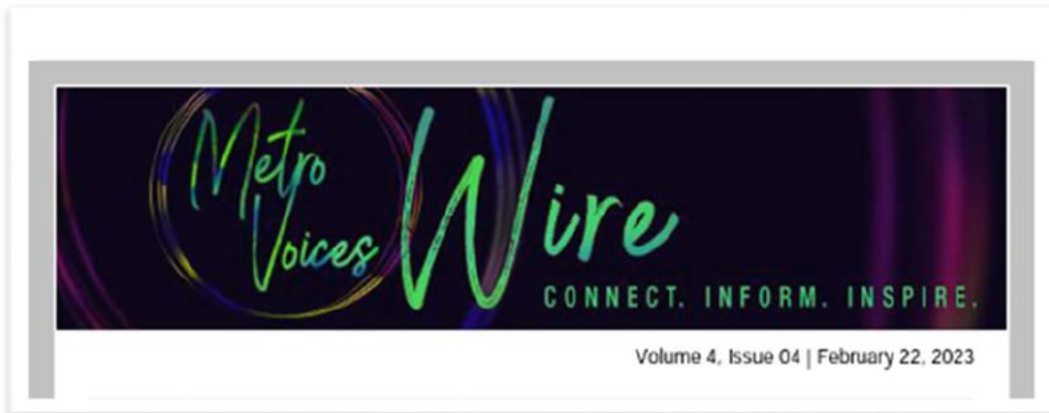 Metro
Voices
Wire
CONNECT. INFORM. INSPIRE.
Volume 4, Issue 04 | February 22, 2023